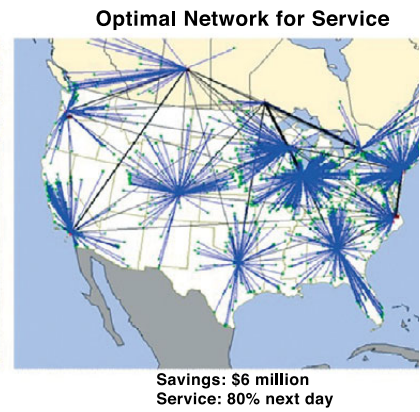 Optimal Network for Service
Savings: $6 million
Service: 80% next day